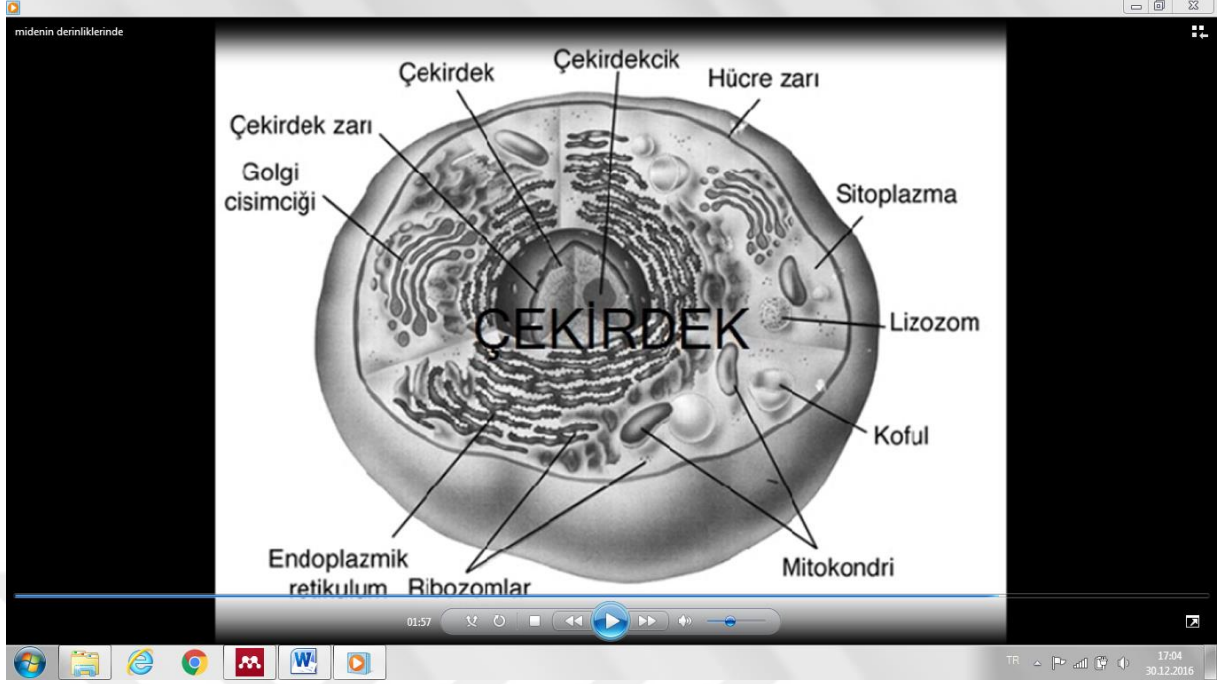 midenin derinliklerinde
Çekirdek
Çekirdekcik
Hücre zarı
Çekirdek zarı
Golgi
cisimciği
Sitoplazma
ÇEKİRDEK
Lizozom
Koful
Endoplazmik
retikulum
Ribozomlar
Mitokondri
01:57
TR
17:04
30.12.2016